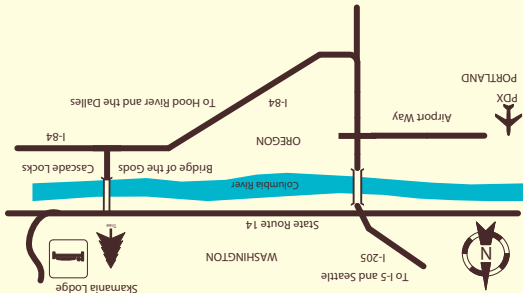 Skamania Lodge
To I-5 and Seattle
I-205
WASHINGTON
N
State Route 14
Columbia River
Cascade Locks
Bridge of the Gods
I-84
OREGON
Airport Way
I-84
To Hood River and the Dalles
PDX
PORTLAND